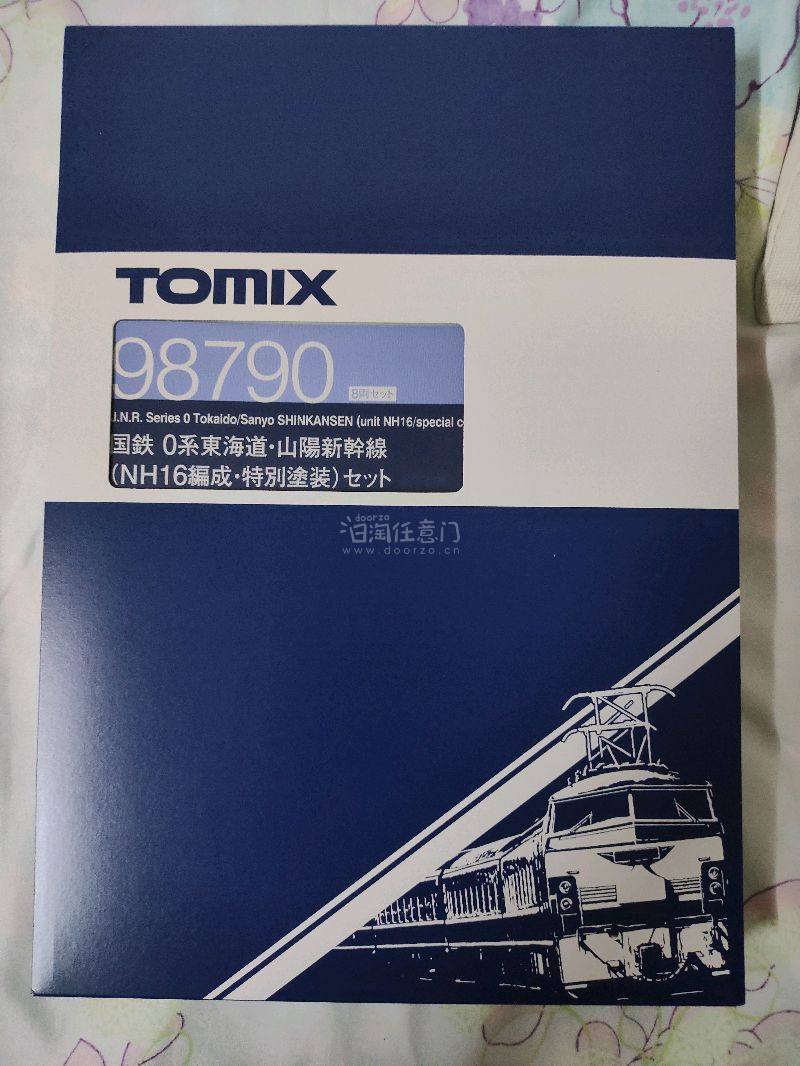 TOMIX
98790
8両セット
J.N.R. Series 0 Tokaido/Sanyo SHINKANSEN (unit NH16/special c
国鉄 0系東海道・山陽新幹線
(NH16編成・特別塗装)セット
doorzo
日淘任意门
www.doorzo.cn